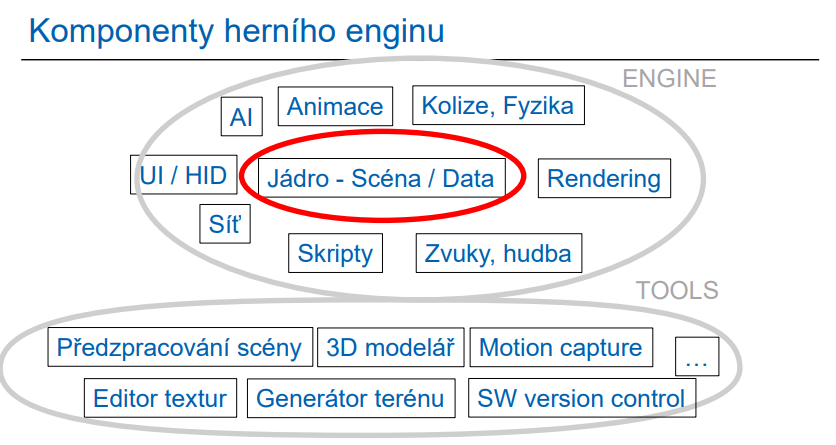 Komponenty herního enginu
ENGINE
AI
Animace
Kolize, Fyzika
UI / HID
Jádro - Scéna / Data
Rendering
Síť
Skripty
Zvuky, hudba
TOOLS
Předzpracování scény
3D modelář
Motion capture
...
Editor textur
Generátor terénu
SW version control